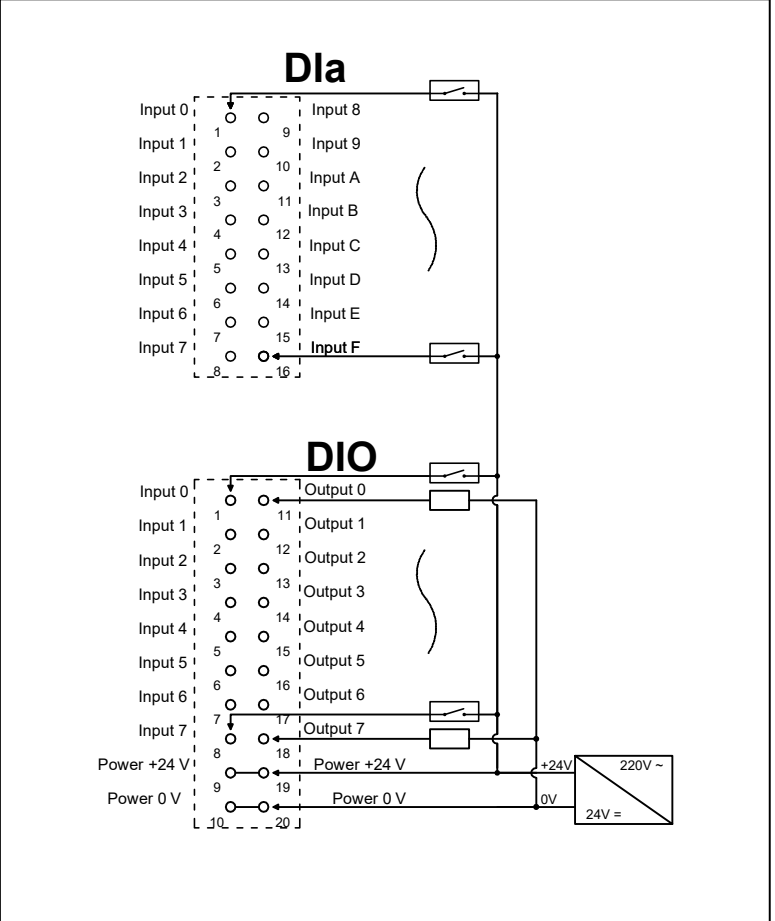 DIa
Input 0 Input 8
1 9
Input 1 Input 9
2 10
Input 2 Input A
3 11
Input 3 Input B
4 12
Input 4 Input C
5 13
Input 5 Input D
6 14
Input 6 Input E
7 15
Input 7 Input F
8 16
DIO
Input 0 Output 0
1 11
Input 1 Output 1
2 12
Input 2 Output 2
3 13
Input 3 Output 3
4 14
Input 4 Output 4
5 15
Input 5 Output 5
6 16
Input 6 Output 6
7 17
Input 7 Output 7
8 18
Power +24 V Power +24 V +24V 220V ~
9 19
Power 0 V Power 0 V 0V
24V =
10 20